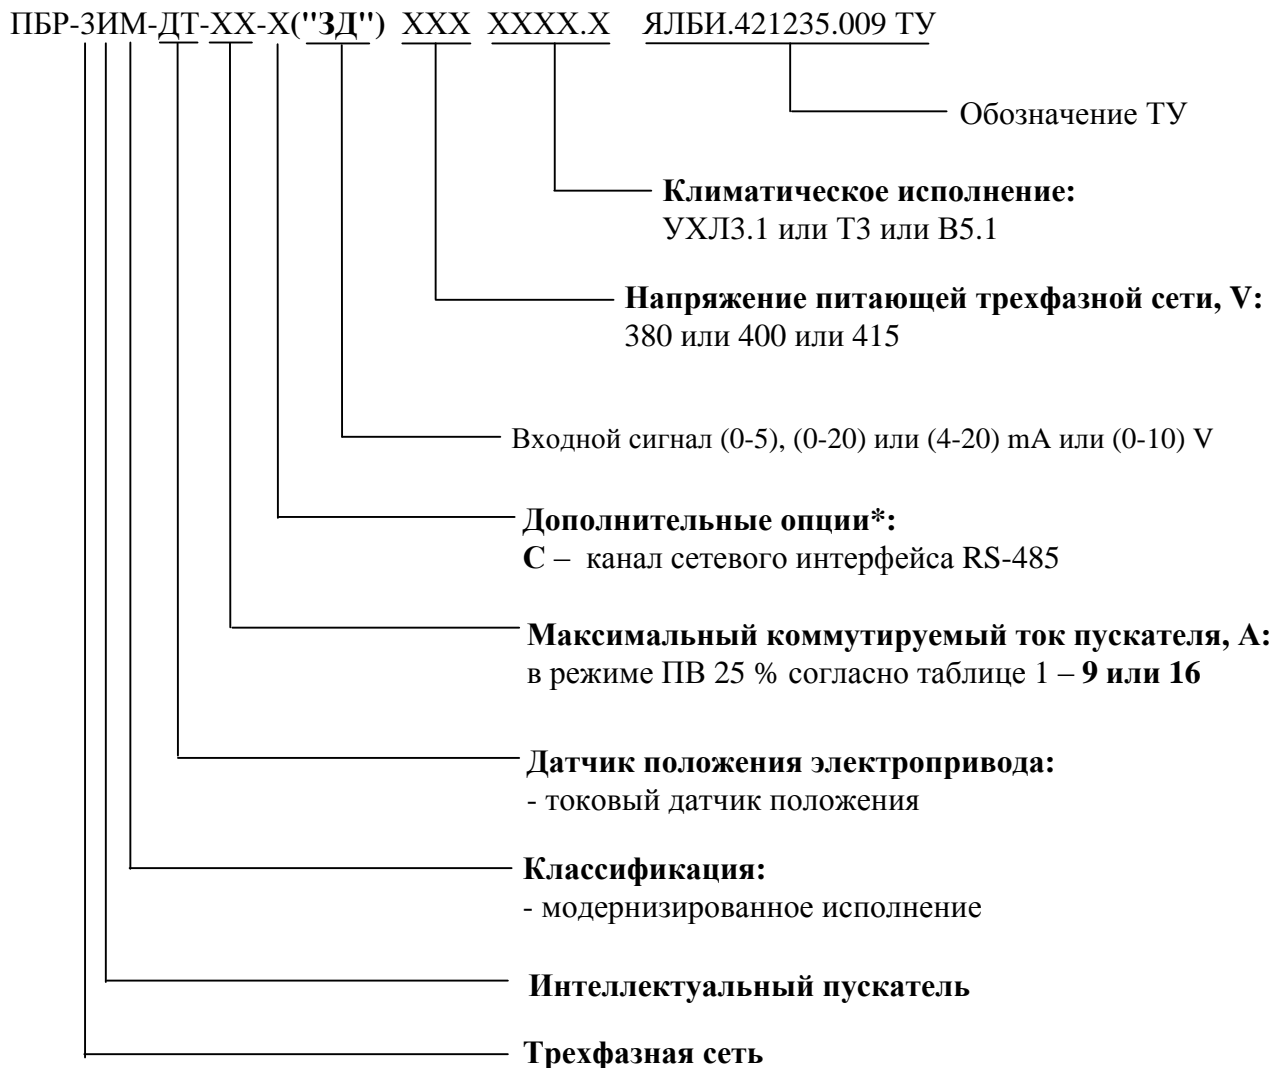 ПБР-3ИМ-ДТ-ХХ-Х("ЗД") ХХХ ХХХХ.Х ЯЛБИ.421235.009 ТУ
Обозначение ТУ
Климатическое исполнение:
УХЛ3.1 или Т3 или В5.1
Напряжение питающей трехфазной сети, V:
380 или 400 или 415
Входной сигнал (0-5), (0-20) или (4-20) mA или (0-10) V
Дополнительные опции*:
С – канал сетевого интерфейса RS-485
Максимальный коммутируемый ток пускателя, А:
в режиме ПВ 25 % согласно таблице 1 – 9 или 16
Датчик положения электропривода:
- токовый датчик положения
Классификация:
- модернизированное исполнение
Интеллектуальный пускатель
Трехфазная сеть